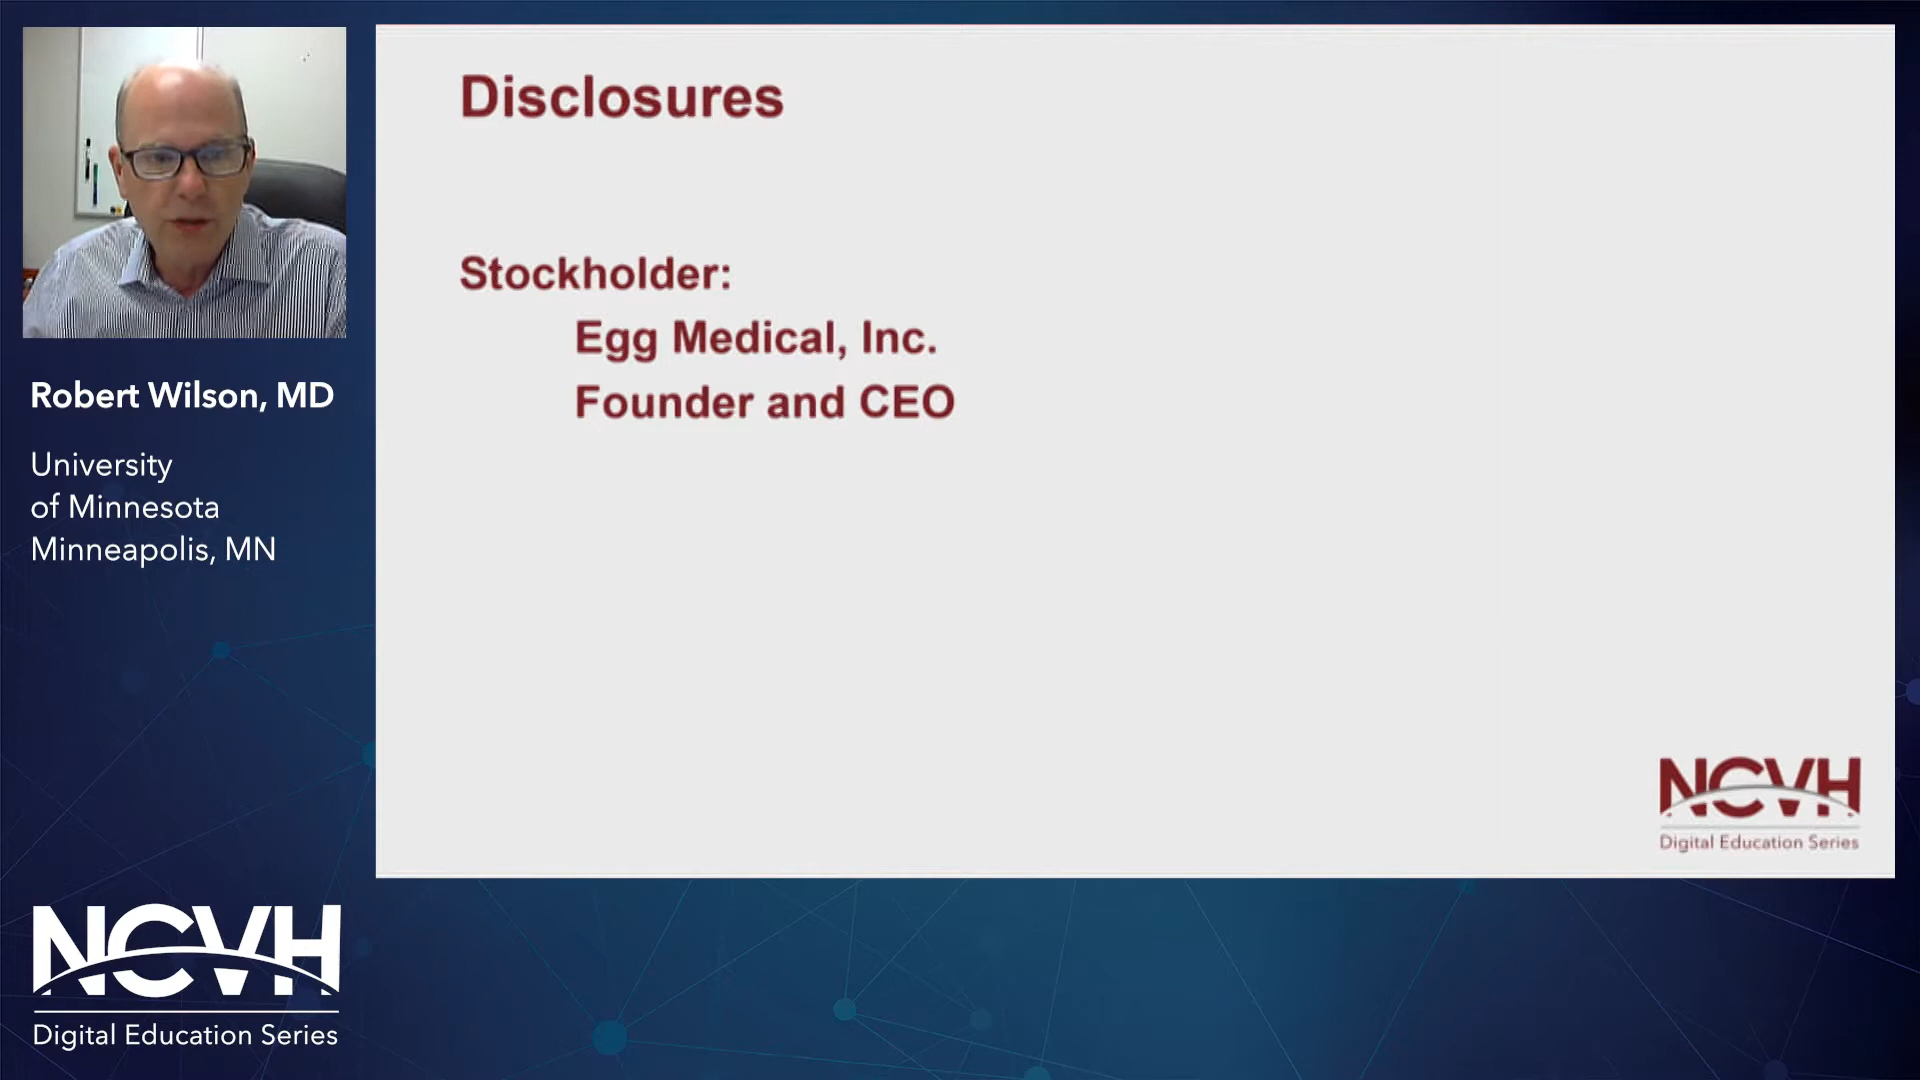 Disclosures
Stockholder:
Egg Medical, Inc.
Founder and CEO
NCVH
Digital Education Series
Robert Wilson, MD
University
of Minnesota
Minneapolis, MN
NCVH
Digital Education Series